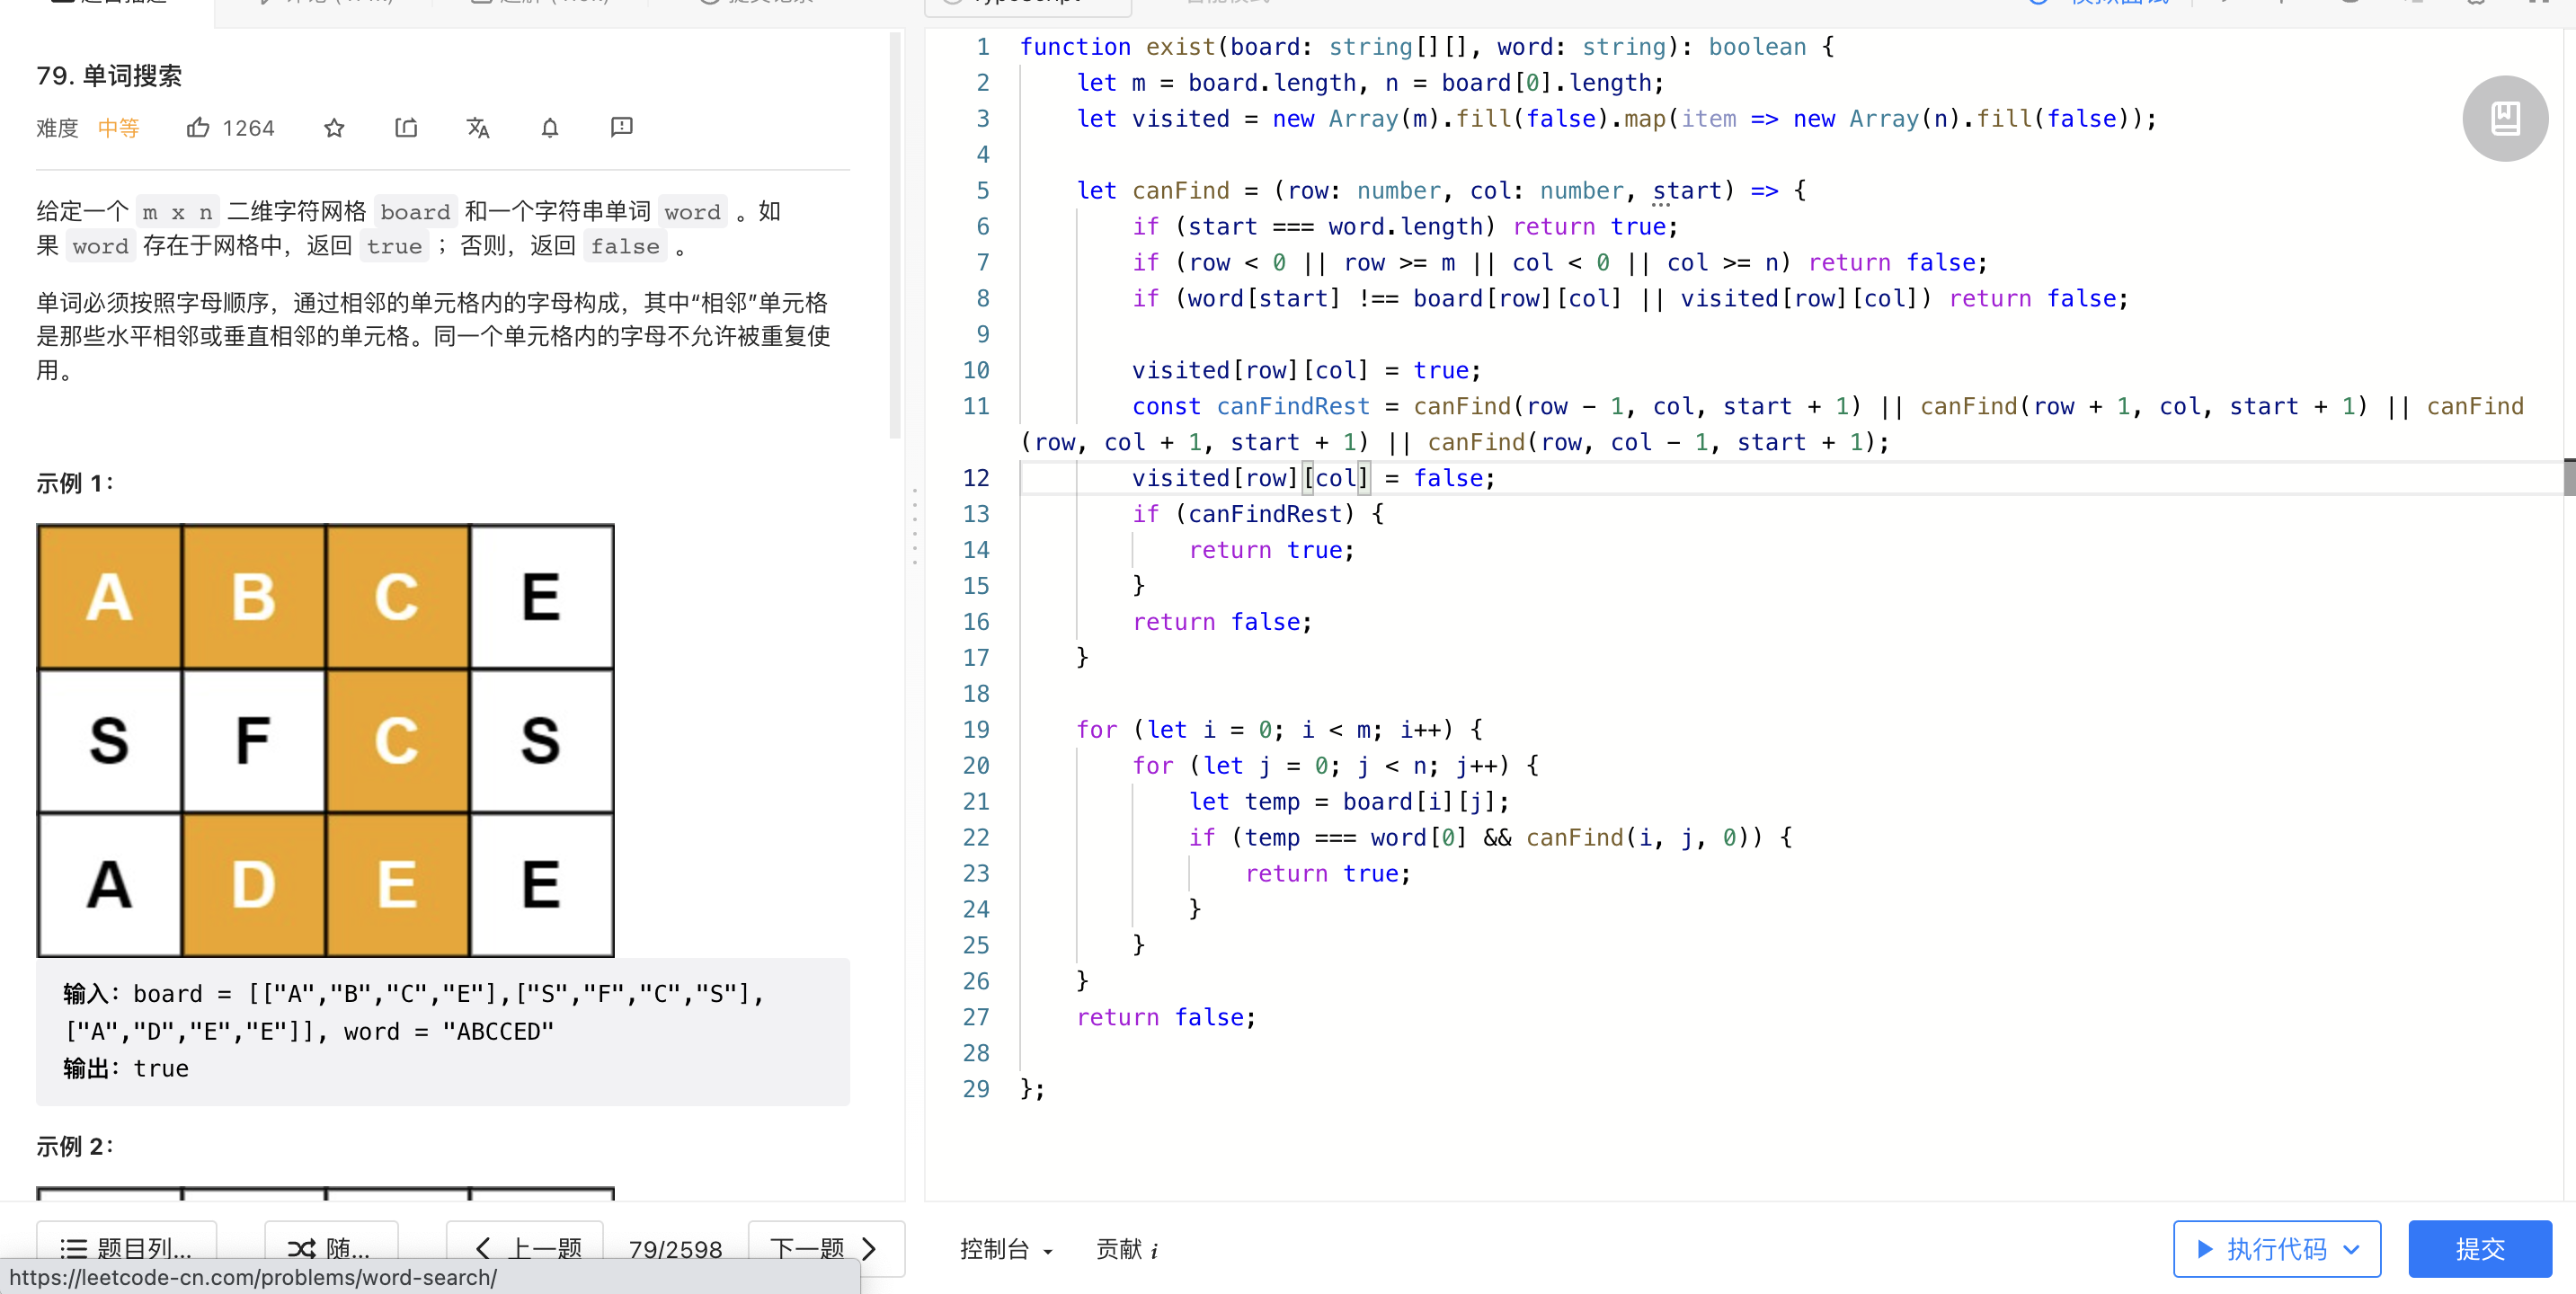 TypeScript
79. 单词搜索
难度 中等 1264
给定一个 m x n 二维字符网格 board 和一个字符串单词 word 。如
果 word 存在于网格中，返回 true ；否则，返回 false 。
单词必须按照字母顺序，通过相邻的单元格内的字母构成，其中“相邻”单元格
是那些水平相邻或垂直相邻的单元格。同一个单元格内的字母不允许被重复使
用。
示例 1：
A B C E
S F C S
A D E E
输入：board = [["A","B","C","E"],["S","F","C","S"],
["A","D","E","E"]], word = "ABCCED"
输出：true
示例 2：
1 function exist(board: string[][], word: string): boolean {
2 let m = board.length, n = board[0].length;
3 let visited = new Array(m).fill(false).map(item => new Array(n).fill(false));
4
5 let canFind = (row: number, col: number, start) => {
6 if (start === word.length) return true;
7 if (row < 0 || row >= m || col < 0 || col >= n) return false;
8 if (word[start] !== board[row][col] || visited[row][col]) return false;
9
10 visited[row][col] = true;
11 const canFindRest = canFind(row - 1, col, start + 1) || canFind(row + 1, col, start + 1) || canFind
(row, col + 1, start + 1) || canFind(row, col - 1, start + 1);
12 visited[row][col] = false;
13 if (canFindRest) {
14 return true;
15 }
16 return false;
17 }
18
19 for (let i = 0; i < m; i++) {
20 for (let j = 0; j < n; j++) {
21 let temp = board[i][j];
22 if (temp === word[0] && canFind(i, j, 0)) {
23 return true;
24 }
25 }
26 }
27 return false;
28
29 };
题目列... 随... 上一题 79/2598 下一题
控制台 贡献 i 执行代码 提交
https://leetcode-cn.com/problems/word-search/